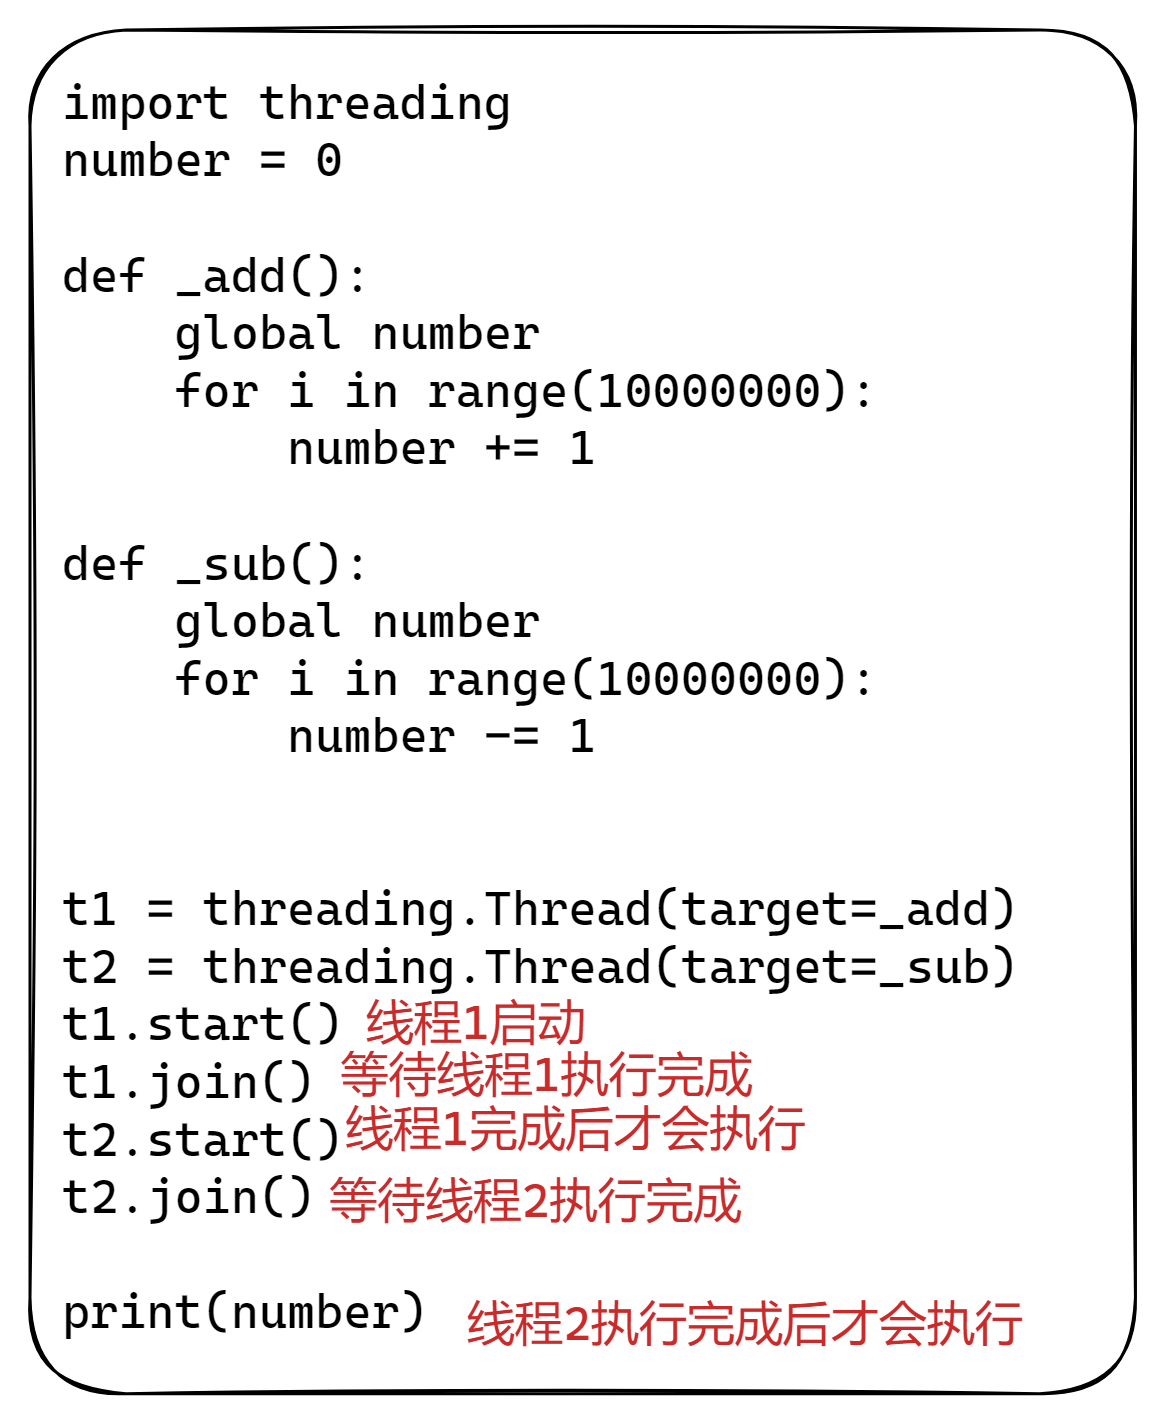 import threading
number = 0
def _add():
    global number
    for i in range(10000000):
        number += 1
def _sub():
    global number
    for i in range(10000000):
        number -= 1
t1 = threading.Thread(target=_add)
t2 = threading.Thread(target=_sub)
t1.start() 线程1启动
t1.join() 等待线程1执行完成
t2.start() 线程1完成后才会执行
t2.join() 等待线程2执行完成
print(number) 线程2执行完成后才会执行